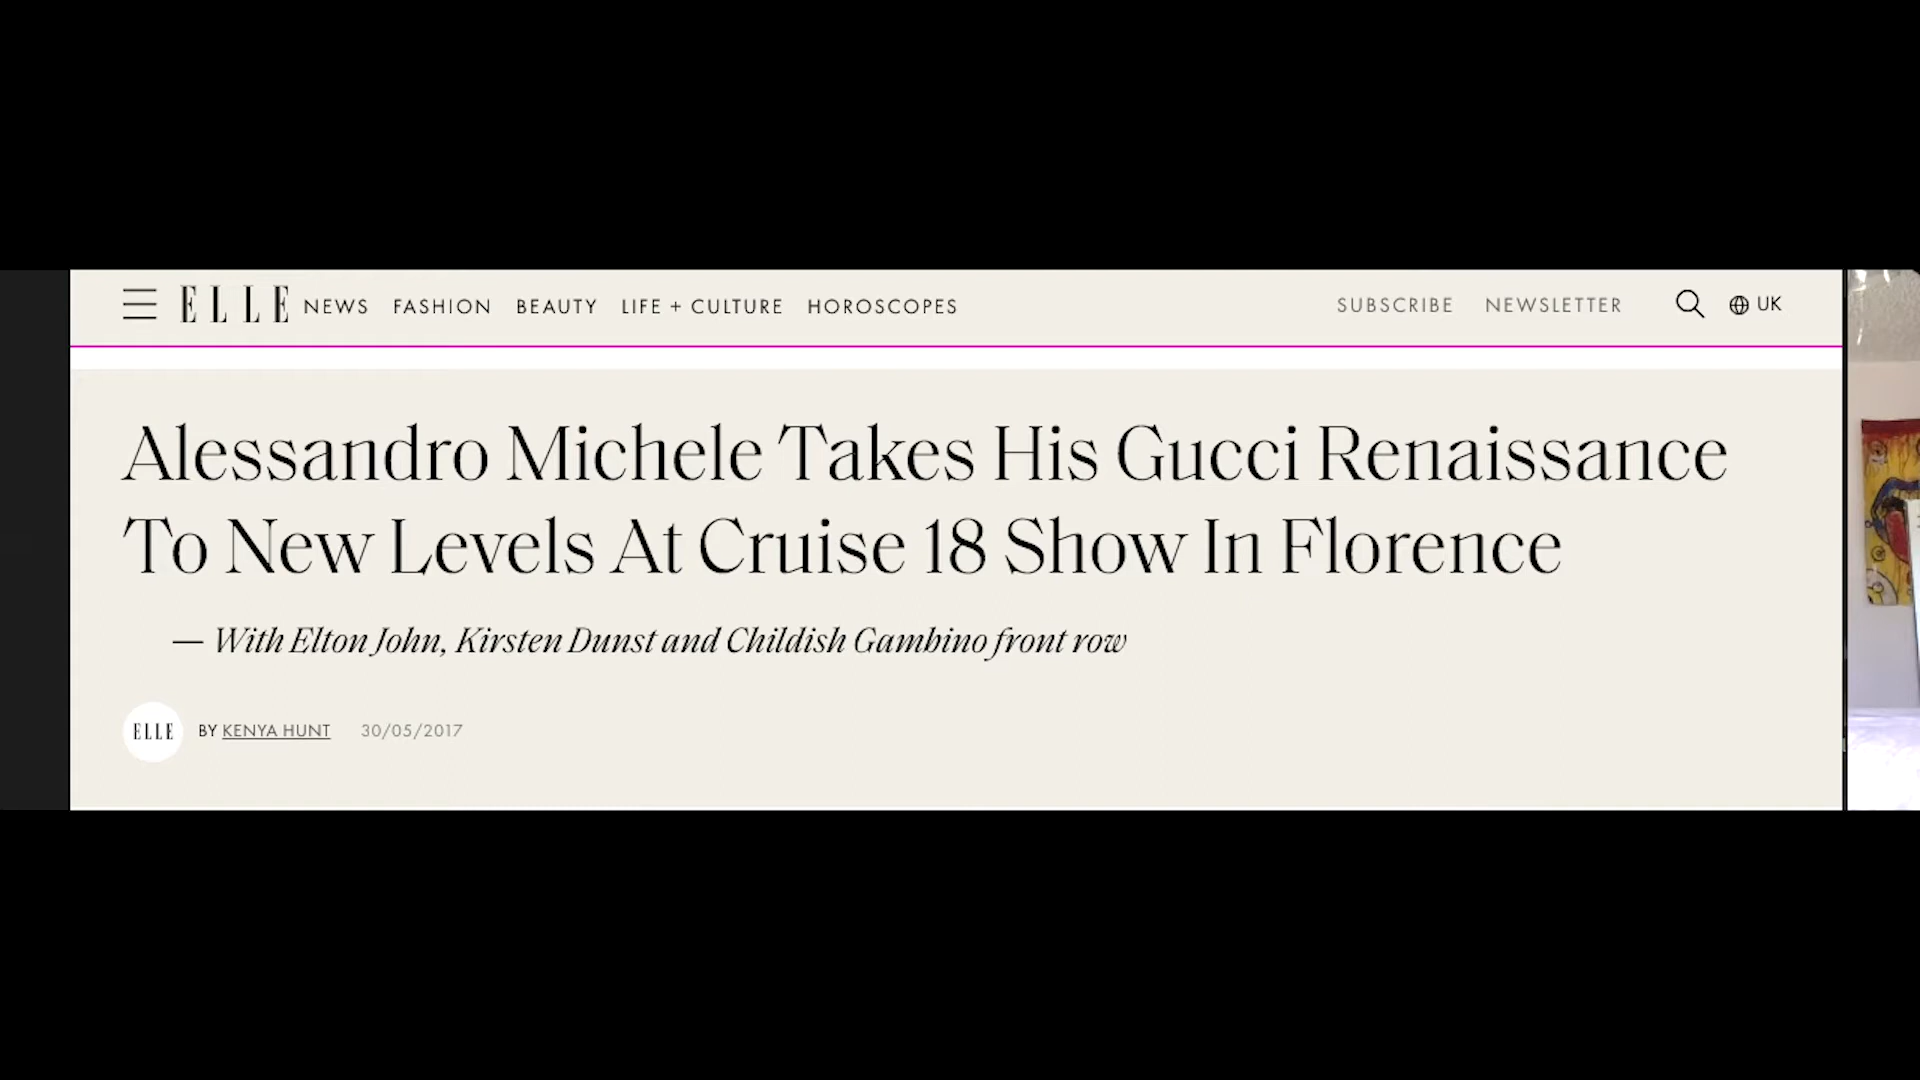 ELLE NEWS FASHION BEAUTY LIFE + CULTURE HOROSCOPES SUBSCRIBE NEWSLETTER UK
Alessandro Michele Takes His Gucci Renaissance
To New Levels At Cruise 18 Show In Florence
— With Elton John, Kirsten Dunst and Childish Gambino front row
ELLE BY KENYA HUNT 30/05/2017